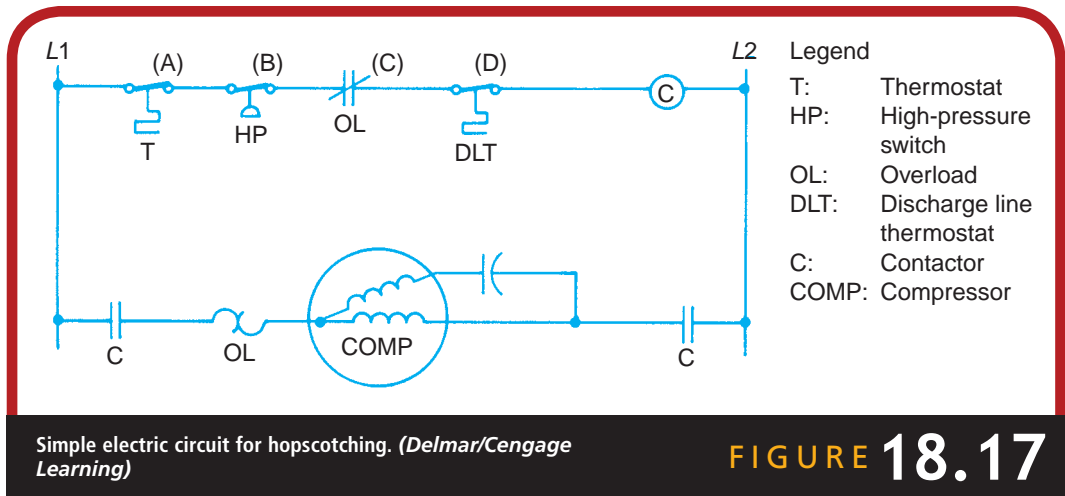 L1
(A)
(B)
(C)
(D)
L2
C
T
HP
OL
DLT
Legend
T: Thermostat
HP: High-pressure
switch
OL: Overload
DLT: Discharge line
thermostat
C: Contactor
COMP: Compressor
C
OL
COMP
C
Simple electric circuit for hopscotching. (Delmar/Cengage
Learning)
FIGURE 18.17